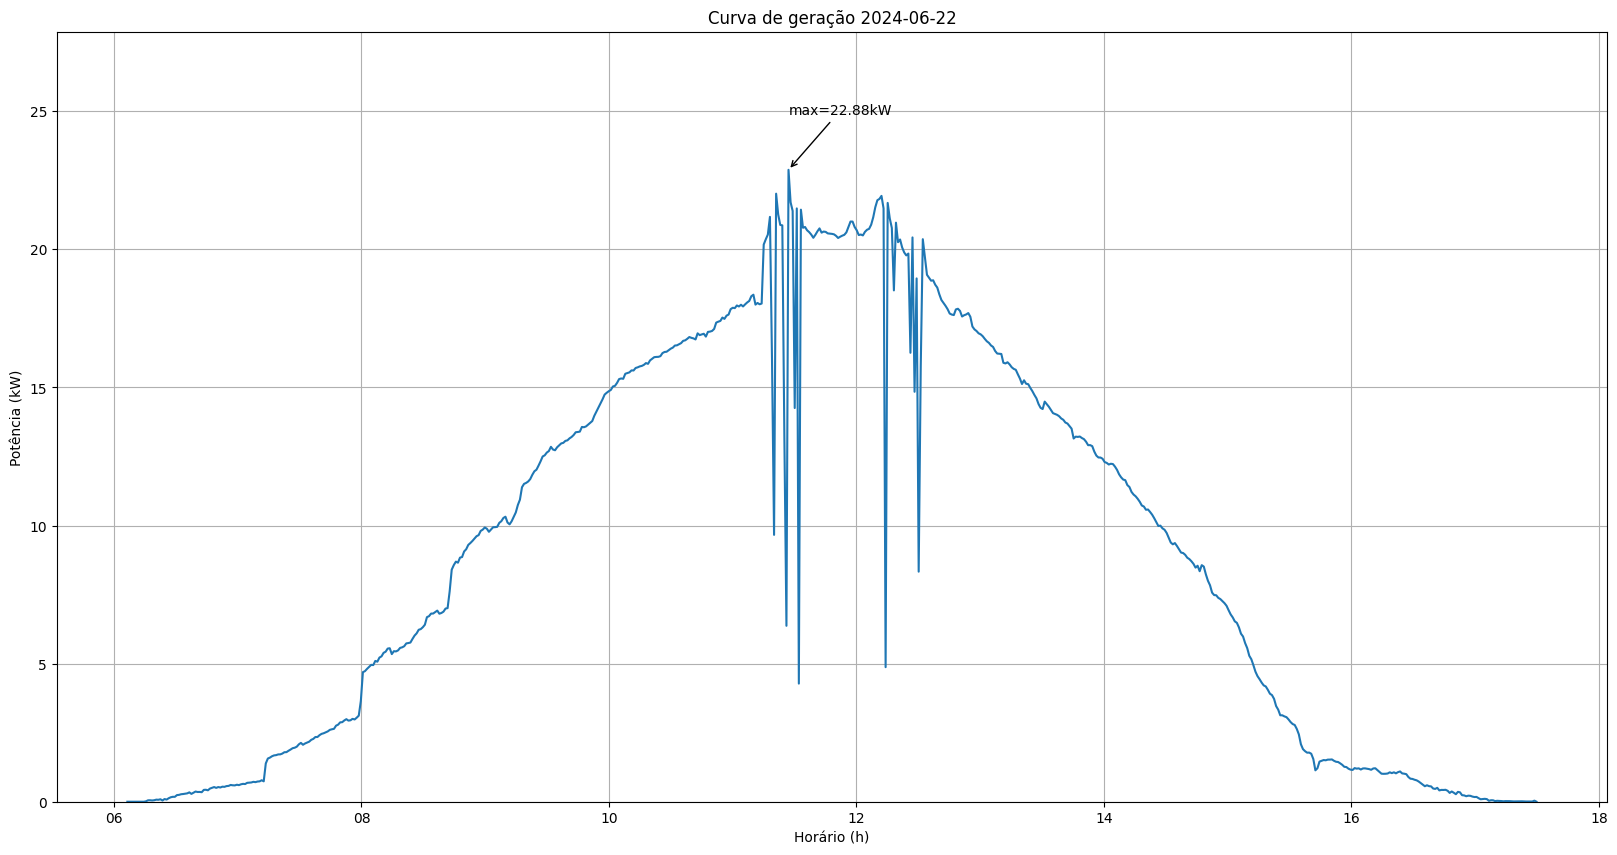 Curva de geração 2024-06-22
max=22.88kW
Potência (kW)
25
20
15
10
5
0
06 08 10 12 14 16 18
Horário (h)